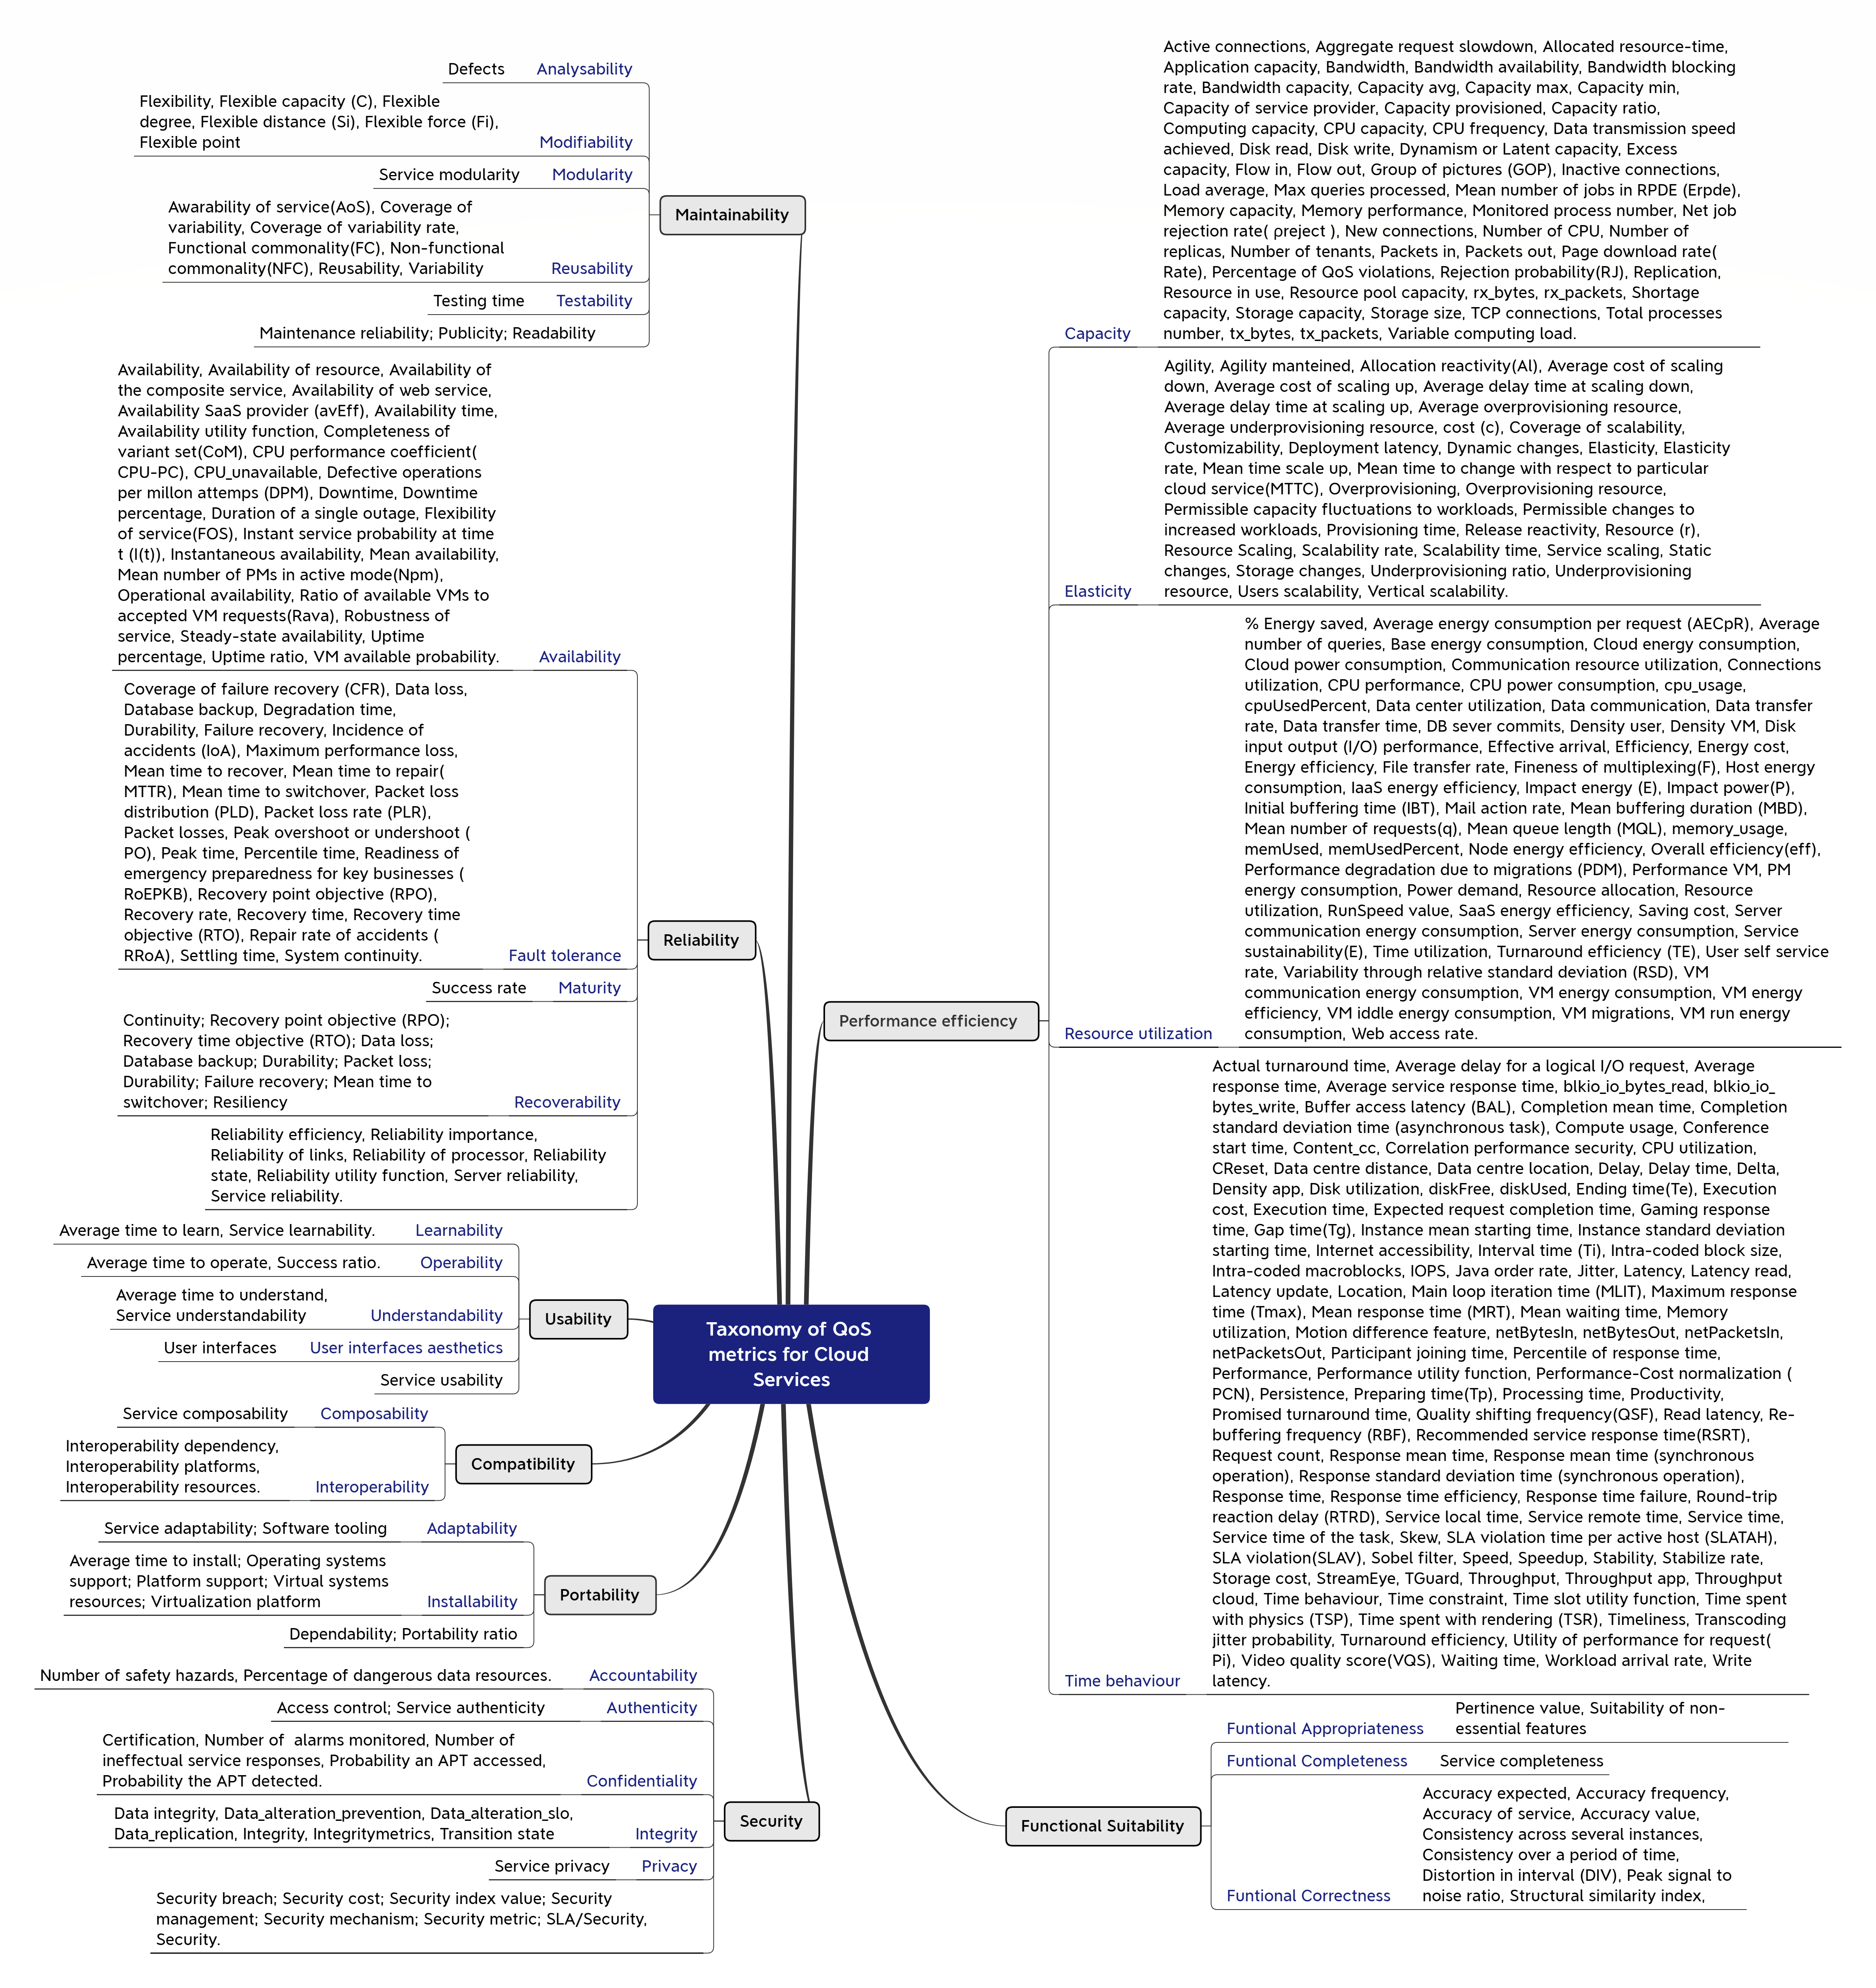 Defects
Analysability
Flexibility, Flexible capacity (C), Flexible
degree, Flexible distance (Si), Flexible force (Fi),
Flexible point
Modifiability
Service modularity
Modularity
Awarability of service(AoS), Coverage of
variability, Coverage of variability rate,
Functional commonality(FC), Non-functional
commonality(NFC), Reusability, Variability
Reusability
Testing time
Testability
Maintenance reliability; Publicity; Readability
Maintainability
Availability, Availability of resource, Availability of
the composite service, Availability of web service,
Availability SaaS provider (avEff), Availability time,
Availability utility function, Completeness of
variant set(CoM), CPU performance coefficient(
CPU-PC), CPU_unavailable, Defective operations
per millon attemps (DPM), Downtime, Downtime
percentage, Duration of a single outage, Flexibility
of service(FOS), Instant service probability at time
t (I(t)), Instantaneous availability, Mean availability,
Mean number of PMs in active mode(Npm),
Operational availability, Ratio of available VMs to
accepted VM requests(Rava), Robustness of
service, Steady-state availability, Uptime
percentage, Uptime ratio, VM available probability.
Availability
Coverage of failure recovery (CFR), Data loss,
Database backup, Degradation time,
Durability, Failure recovery, Incidence of
accidents (IoA), Maximum performance loss,
Mean time to recover, Mean time to repair(
MTTR), Mean time to switchover, Packet loss
distribution (PLD), Packet loss rate (PLR),
Packet losses, Peak overshoot or undershoot (
PO), Peak time, Percentile time, Readiness of
emergency preparedness for key businesses (
RoEPKB), Recovery point objective (RPO),
Recovery rate, Recovery time, Recovery time
objective (RTO), Repair rate of accidents (
RRoA), Settling time, System continuity.
Fault tolerance
Success rate
Maturity
Continuity; Recovery point objective (RPO);
Recovery time objective (RTO); Data loss;
Database backup; Durability; Packet loss;
Durability; Failure recovery; Mean time to
switchover; Resiliency
Recoverability
Reliability efficiency, Reliability importance,
Reliability of links, Reliability of processor, Reliability
state, Reliability utility function, Server reliability,
Service reliability.
Reliability
Average time to learn, Service learnability.
Learnability
Average time to operate, Success ratio.
Operability
Average time to understand,
Service understandability
Understandability
User interfaces
User interfaces aesthetics
Service usability
Usability
Service composability
Composability
Interoperability dependency,
Interoperability platforms,
Interoperability resources.
Interoperability
Compatibility
Service adaptability; Software tooling
Adaptability
Average time to install; Operating systems
support; Platform support; Virtual systems
resources; Virtualization platform
Installability
Dependability; Portability ratio
Portability
Number of safety hazards, Percentage of dangerous data resources.
Accountability
Access control; Service authenticity
Authenticity
Certification, Number of  alarms monitored, Number of
ineffectual service responses, Probability an APT accessed,
Probability the APT detected.
Confidentiality
Data integrity, Data_alteration_prevention, Data_alteration_slo,
Data_replication, Integrity, Integritymetrics, Transition state
Integrity
Service privacy
Privacy
Security breach; Security cost; Security index value; Security
management; Security mechanism; Security metric; SLA/Security,
Security.
Security
Taxonomy of QoS
metrics for Cloud
Services
Performance efficiency
Active connections, Aggregate request slowdown, Allocated resource-time,
Application capacity, Bandwidth, Bandwidth availability, Bandwidth blocking
rate, Bandwidth capacity, Capacity avg, Capacity max, Capacity min,
Capacity of service provider, Capacity provisioned, Capacity ratio,
Computing capacity, CPU capacity, CPU frequency, Data transmission speed
achieved, Disk read, Disk write, Dynamism or Latent capacity, Excess
capacity, Flow in, Flow out, Group of pictures (GOP), Inactive connections,
Load average, Max queries processed, Mean number of jobs in RPDE (Erpde),
Memory capacity, Memory performance, Monitored process number, Net job
rejection rate( ρreject ), New connections, Number of CPU, Number of
replicas, Number of tenants, Packets in, Packets out, Page download rate(
Rate), Percentage of QoS violations, Rejection probability(RJ), Replication,
Resource in use, Resource pool capacity, rx_bytes, rx_packets, Shortage
capacity, Storage capacity, Storage size, TCP connections, Total processes
number, tx_bytes, tx_packets, Variable computing load.
Capacity
Agility, Agility manteined, Allocation reactivity(Al), Average cost of scaling
down, Average cost of scaling up, Average delay time at scaling down,
Average delay time at scaling up, Average overprovisioning resource,
Average underprovisioning resource, cost (c), Coverage of scalability,
Customizability, Deployment latency, Dynamic changes, Elasticity, Elasticity
rate, Mean time scale up, Mean time to change with respect to particular
cloud service(MTTC), Overprovisioning, Overprovisioning resource,
Permissible capacity fluctuations to workloads, Permissible changes to
increased workloads, Provisioning time, Release reactivity, Resource (r),
Resource Scaling, Scalability rate, Scalability time, Service scaling, Static
changes, Storage changes, Underprovisioning ratio, Underprovisioning
resource, Users scalability, Vertical scalability.
Elasticity
% Energy saved, Average energy consumption per request (AECpR), Average
number of queries, Base energy consumption, Cloud energy consumption,
Cloud power consumption, Communication resource utilization, Connections
utilization, CPU performance, CPU power consumption, cpu_usage,
cpuUsedPercent, Data center utilization, Data communication, Data transfer
rate, Data transfer time, DB sever commits, Density user, Density VM, Disk
input output (I/O) performance, Effective arrival, Efficiency, Energy cost,
Energy efficiency, File transfer rate, Fineness of multiplexing(F), Host energy
consumption, IaaS energy efficiency, Impact energy (E), Impact power(P),
Initial buffering time (IBT), Mail action rate, Mean buffering duration (MBD),
Mean number of requests(q), Mean queue length (MQL), memory_usage,
memUsed, memUsedPercent, Node energy efficiency, Overall efficiency(eff),
Performance degradation due to migrations (PDM), Performance VM, PM
energy consumption, Power demand, Resource allocation, Resource
utilization, RunSpeed value, SaaS energy efficiency, Saving cost, Server
communication energy consumption, Server energy consumption, Service
sustainability(E), Time utilization, Turnaround efficiency (TE), User self service
rate, Variability through relative standard deviation (RSD), VM
communication energy consumption, VM energy consumption, VM energy
efficiency, VM iddle energy consumption, VM migrations, VM run energy
consumption, Web access rate.
Resource utilization
Actual turnaround time, Average delay for a logical I/O request, Average
response time, Average service response time, blkio_io_bytes_read, blkio_io_
bytes_write, Buffer access latency (BAL), Completion mean time, Completion
standard deviation time (asynchronous task), Compute usage, Conference
start time, Content_cc, Correlation performance security, CPU utilization,
CReset, Data centre distance, Data centre location, Delay, Delay time, Delta,
Density app, Disk utilization, diskFree, diskUsed, Ending time(Te), Execution
cost, Execution time, Expected request completion time, Gaming response
time, Gap time(Tg), Instance mean starting time, Instance standard deviation
starting time, Internet accessibility, Interval time (Ti), Intra-coded block size,
Intra-coded macroblocks, IOPS, Java order rate, Jitter, Latency, Latency read,
Latency update, Location, Main loop iteration time (MLIT), Maximum response
time (Tmax), Mean response time (MRT), Mean waiting time, Memory
utilization, Motion difference feature, netBytesIn, netBytesOut, netPacketsIn,
netPacketsOut, Participant joining time, Percentile of response time,
Performance, Performance utility function, Performance-Cost normalization (
PCN), Persistence, Preparing time(Tp), Processing time, Productivity,
Promised turnaround time, Quality shifting frequency(QSF), Read latency, Re-
buffering frequency (RBF), Recommended service response time(RSRT),
Request count, Response mean time, Response mean time (synchronous
operation), Response standard deviation time (synchronous operation),
Response time, Response time efficiency, Response time failure, Round-trip
reaction delay (RTRD), Service local time, Service remote time, Service time,
Service time of the task, Skew, SLA violation time per active host (SLATAH),
SLA violation(SLAV), Sobel filter, Speed, Speedup, Stability, Stabilize rate,
Storage cost, StreamEye, TGuard, Throughput, Throughput app, Throughput
cloud, Time behaviour, Time constraint, Time slot utility function, Time spent
with physics (TSP), Time spent with rendering (TSR), Timeliness, Transcoding
jitter probability, Turnaround efficiency, Utility of performance for request(
Pi), Video quality score(VQS), Waiting time, Workload arrival rate, Write
latency.
Time behaviour
Functional Suitability
Pertinence value, Suitability of non-
essential features
Funtional Appropriateness
Funtional Completeness
Service completeness
Accuracy expected, Accuracy frequency,
Accuracy of service, Accuracy value,
Consistency across several instances,
Consistency over a period of time,
Distortion in interval (DIV), Peak signal to
noise ratio, Structural similarity index,
Funtional Correctness